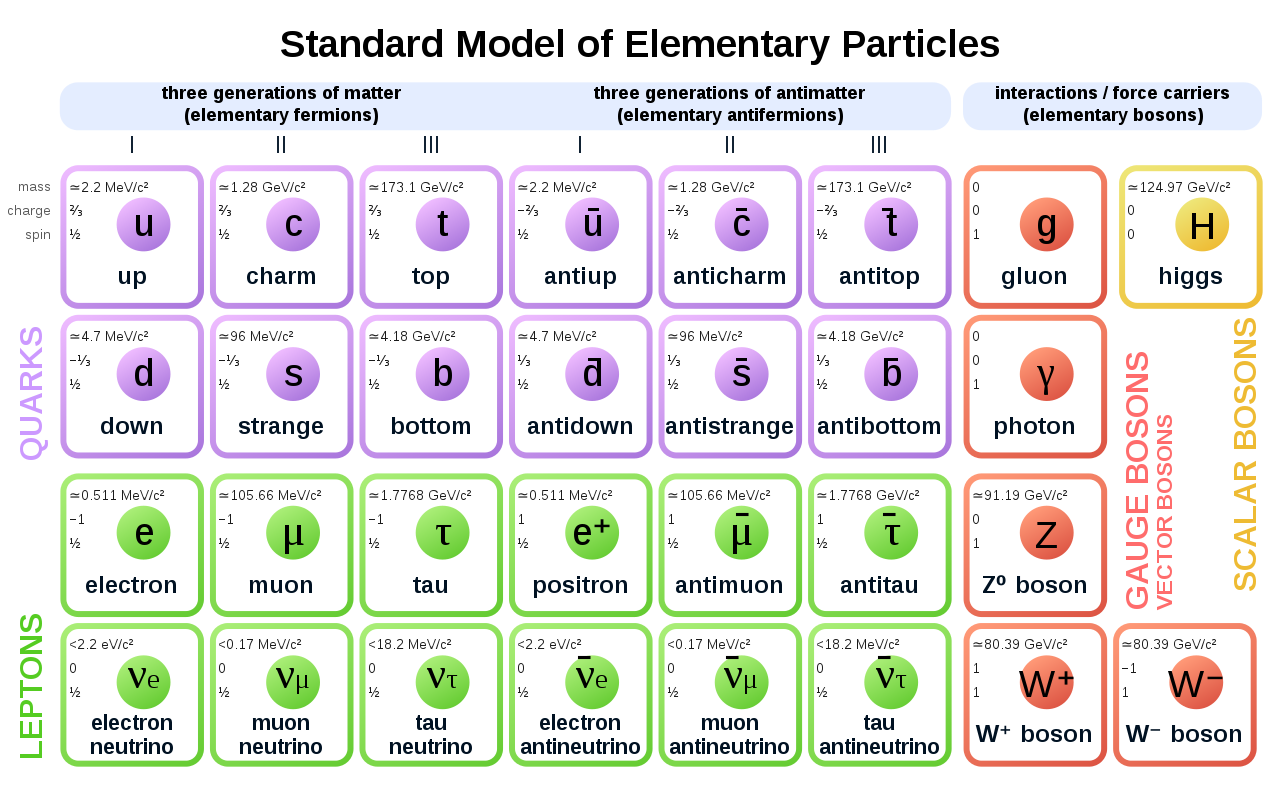 Standard Model of Elementary Particles
three generations of matter
(elementary fermions)
three generations of antimatter
(elementary antifermions)
interactions / force carriers
(elementary bosons)
I II III I II III
mass
charge
spin
≃2.2 MeV/c²
⅔
½
u
up
≃1.28 GeV/c²
⅔
½
c
charm
≃173.1 GeV/c²
⅔
½
t
top
≃2.2 MeV/c²
−⅔
½
ū
antiup
≃1.28 GeV/c²
−⅔
½
c̄
anticharm
≃173.1 GeV/c²
−⅔
½
t̄
antitop
0
0
1
g
gluon
≃124.97 GeV/c²
0
0
H
higgs
QUARKS
≃4.7 MeV/c²
−⅓
½
d
down
≃96 MeV/c²
−⅓
½
s
strange
≃4.18 GeV/c²
−⅓
½
b
bottom
≃4.7 MeV/c²
⅓
½
d̄
antidown
≃96 MeV/c²
⅓
½
s̄
antistrange
≃4.18 GeV/c²
⅓
½
b̄
antibottom
0
0
1
γ
photon
GAUGE BOSONS
VECTOR BOSONS
SCALAR BOSONS
LEPTONS
≃0.511 MeV/c²
−1
½
e
electron
≃105.66 MeV/c²
−1
½
μ
muon
≃1.7768 GeV/c²
−1
½
τ
tau
≃0.511 MeV/c²
1
½
e⁺
positron
≃105.66 MeV/c²
1
½
μ̄
antimuon
≃1.7768 GeV/c²
1
½
τ̄
antitau
≃91.19 GeV/c²
0
1
Z
Z⁰ boson
<2.2 eV/c²
0
½
νe
electron
neutrino
<0.17 MeV/c²
0
½
νμ
muon
neutrino
<18.2 MeV/c²
0
½
ντ
tau
neutrino
<2.2 eV/c²
0
½
ν̄e
electron
antineutrino
<0.17 MeV/c²
0
½
ν̄μ
muon
antineutrino
<18.2 MeV/c²
0
½
ν̄τ
tau
antineutrino
≃80.39 GeV/c²
1
1
W⁺
W⁺ boson
≃80.39 GeV/c²
−1
1
W⁻
W⁻ boson